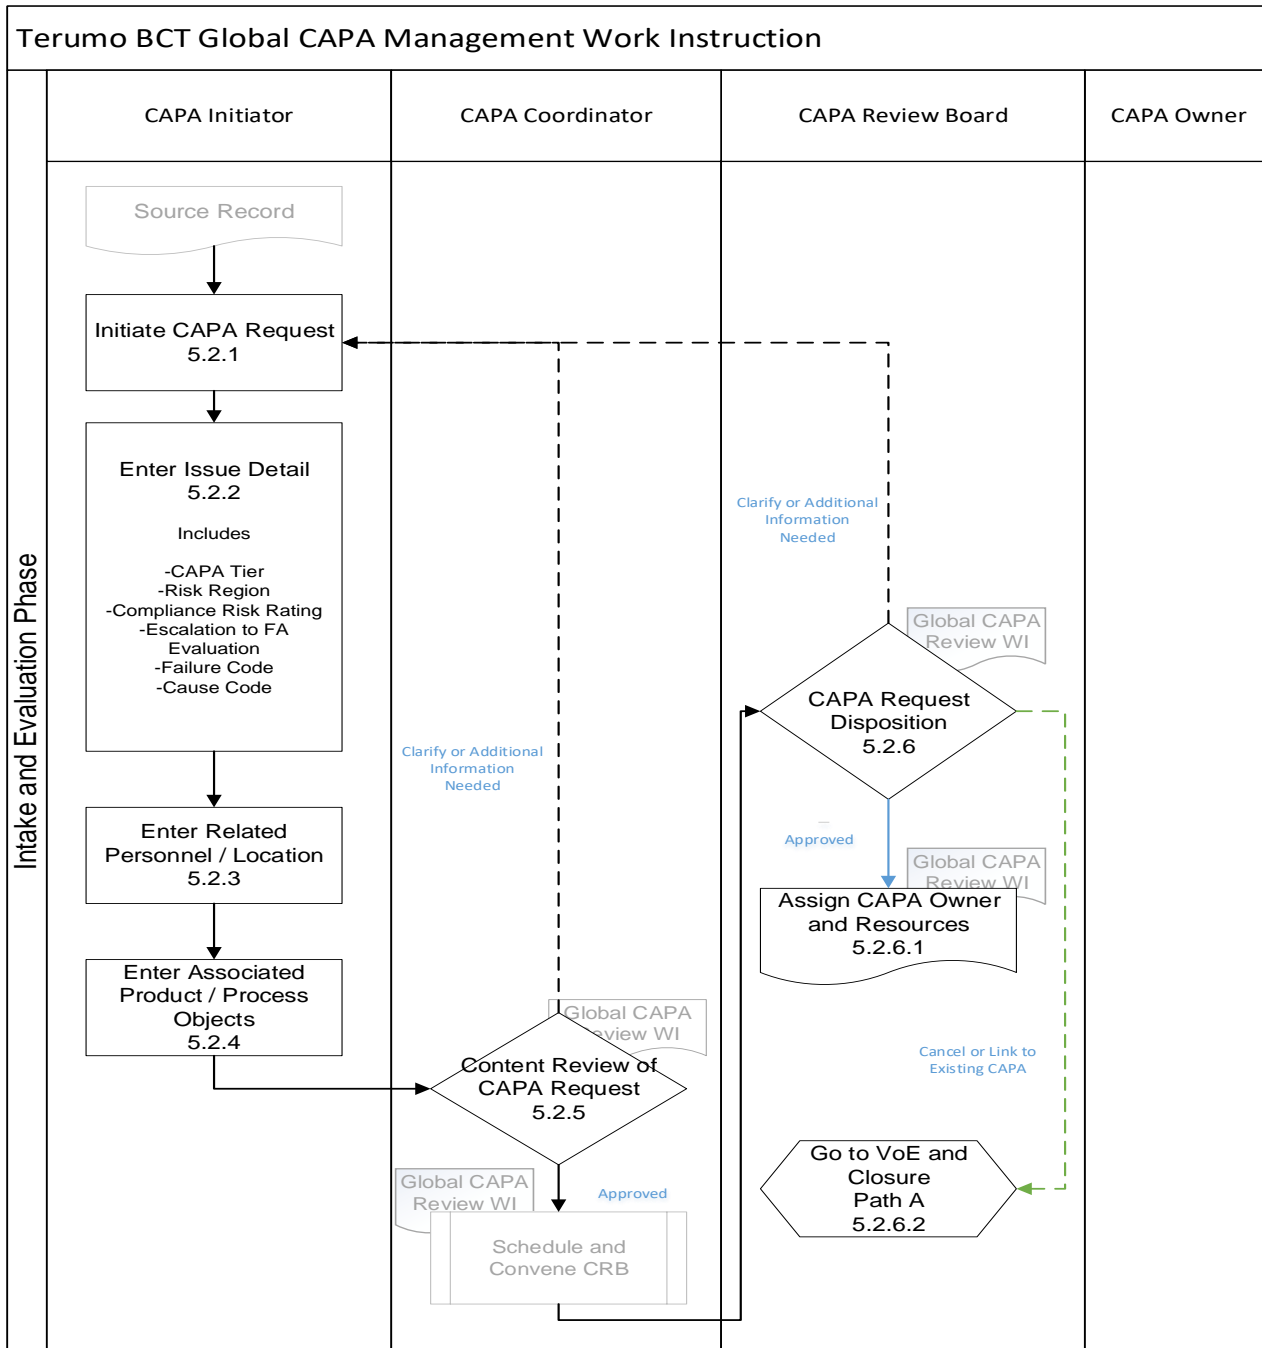 Terumo BCT Global CAPA Management Work Instruction
CAPA Initiator
CAPA Coordinator
CAPA Review Board
CAPA Owner
Intake and Evaluation Phase
Source Record
Initiate CAPA Request
5.2.1
Enter Issue Detail
5.2.2
Includes
-CAPA Tier
-Risk Region
-Compliance Risk Rating
-Escalation to FA
Evaluation
-Failure Code
-Cause Code
Enter Related
Personnel / Location
5.2.3
Enter Associated
Product / Process
Objects
5.2.4
Clarify or Additional
Information
Needed
Global CAPA
Review WI
Content Review of
CAPA Request
5.2.5
Global CAPA
Review WI
Approved
Schedule and
Convene CRB
Clarify or Additional
Information
Needed
Global CAPA
Review WI
CAPA Request
Disposition
5.2.6
Approved
Global CAPA
Review WI
Assign CAPA Owner
and Resources
5.2.6.1
Cancel or Link to
Existing CAPA
Go to VoE and
Closure
Path A
5.2.6.2